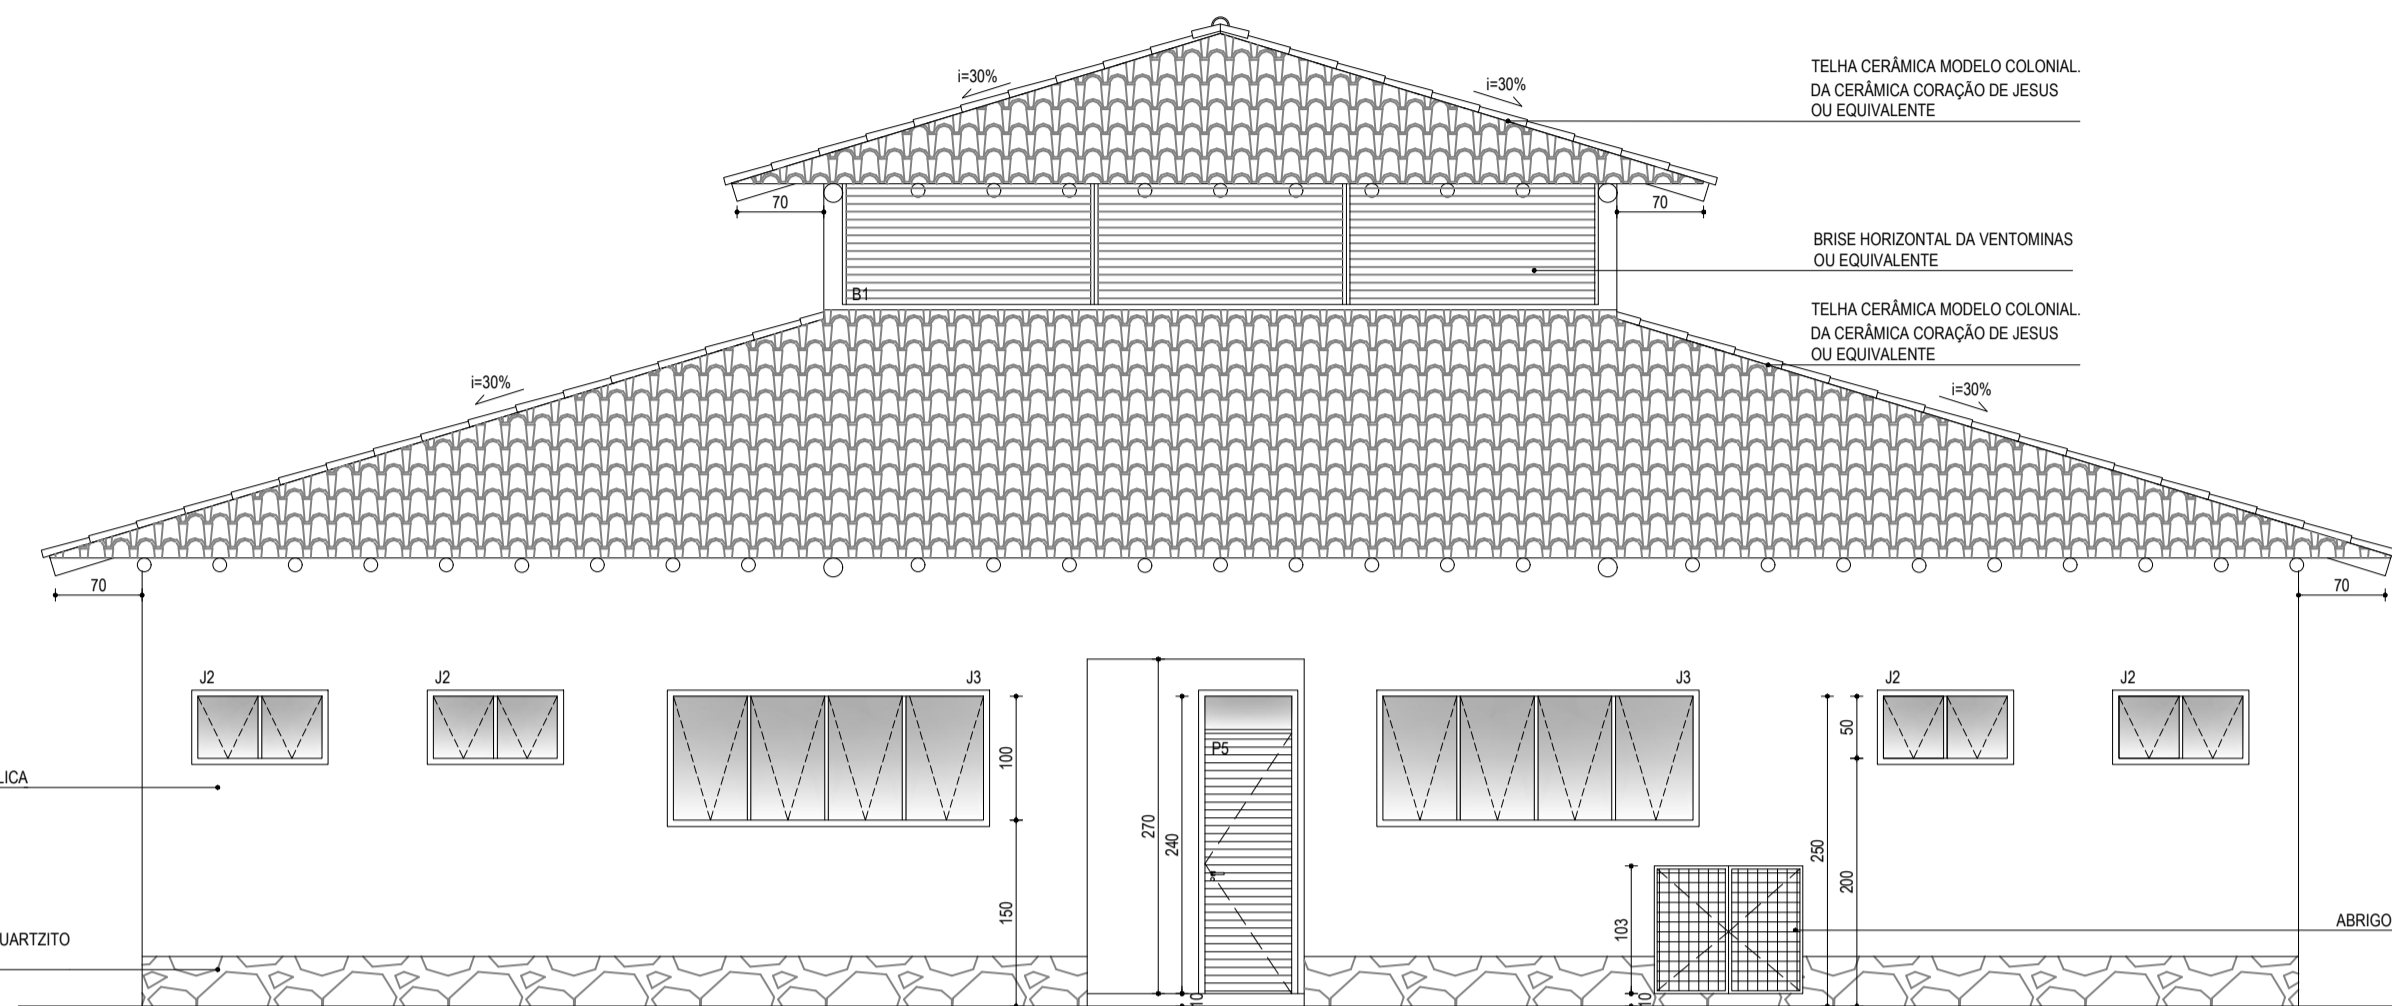 TELHA CERÂMICA MODELO COLONIAL.
DA CERÂMICA CORAÇÃO DE JESUS
OU EQUIVALENTE
i=30%
i=30%
70
70
BRISE HORIZONTAL DA VENTOMINAS
OU EQUIVALENTE
B1
TELHA CERÂMICA MODELO COLONIAL.
DA CERÂMICA CORAÇÃO DE JESUS
OU EQUIVALENTE
i=30%
i=30%
70
70
J2
J2
J3
J3
J2
J2
P5
LICA
100
150
270
240
10
103
10
250
50
200
UARTZITO
ABRIGO